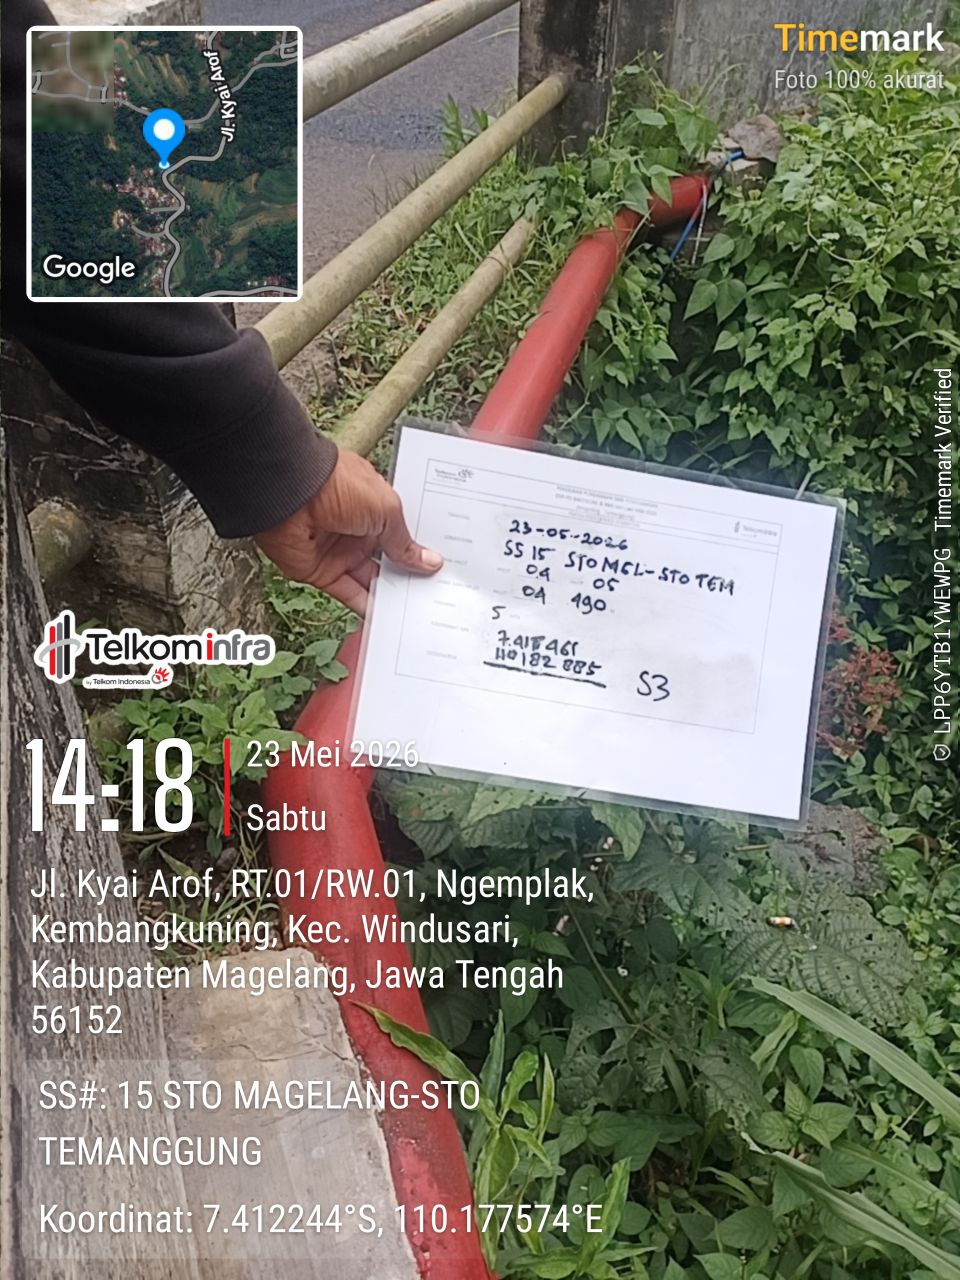 Timemark
Foto 100% akurat
Jl. Kyai Arof
Google
LPP6YTB1YWEWPG Timemark Verified
23-05-2026
SS 15 STO MGL-STO TEM
04 05
04 490
5
7.418461
110182885
S3
Telkominfra
by Telkom Indonesia
14:18
23 Mei 2026
Sabtu
Jl. Kyai Arof, RT.01/RW.01, Ngemplak,
Kembangkuning, Kec. Windusari,
Kabupaten Magelang, Jawa Tengah
56152
SS#: 15 STO MAGELANG-STO
TEMANGGUNG
Koordinat: 7.412244°S, 110.177574°E